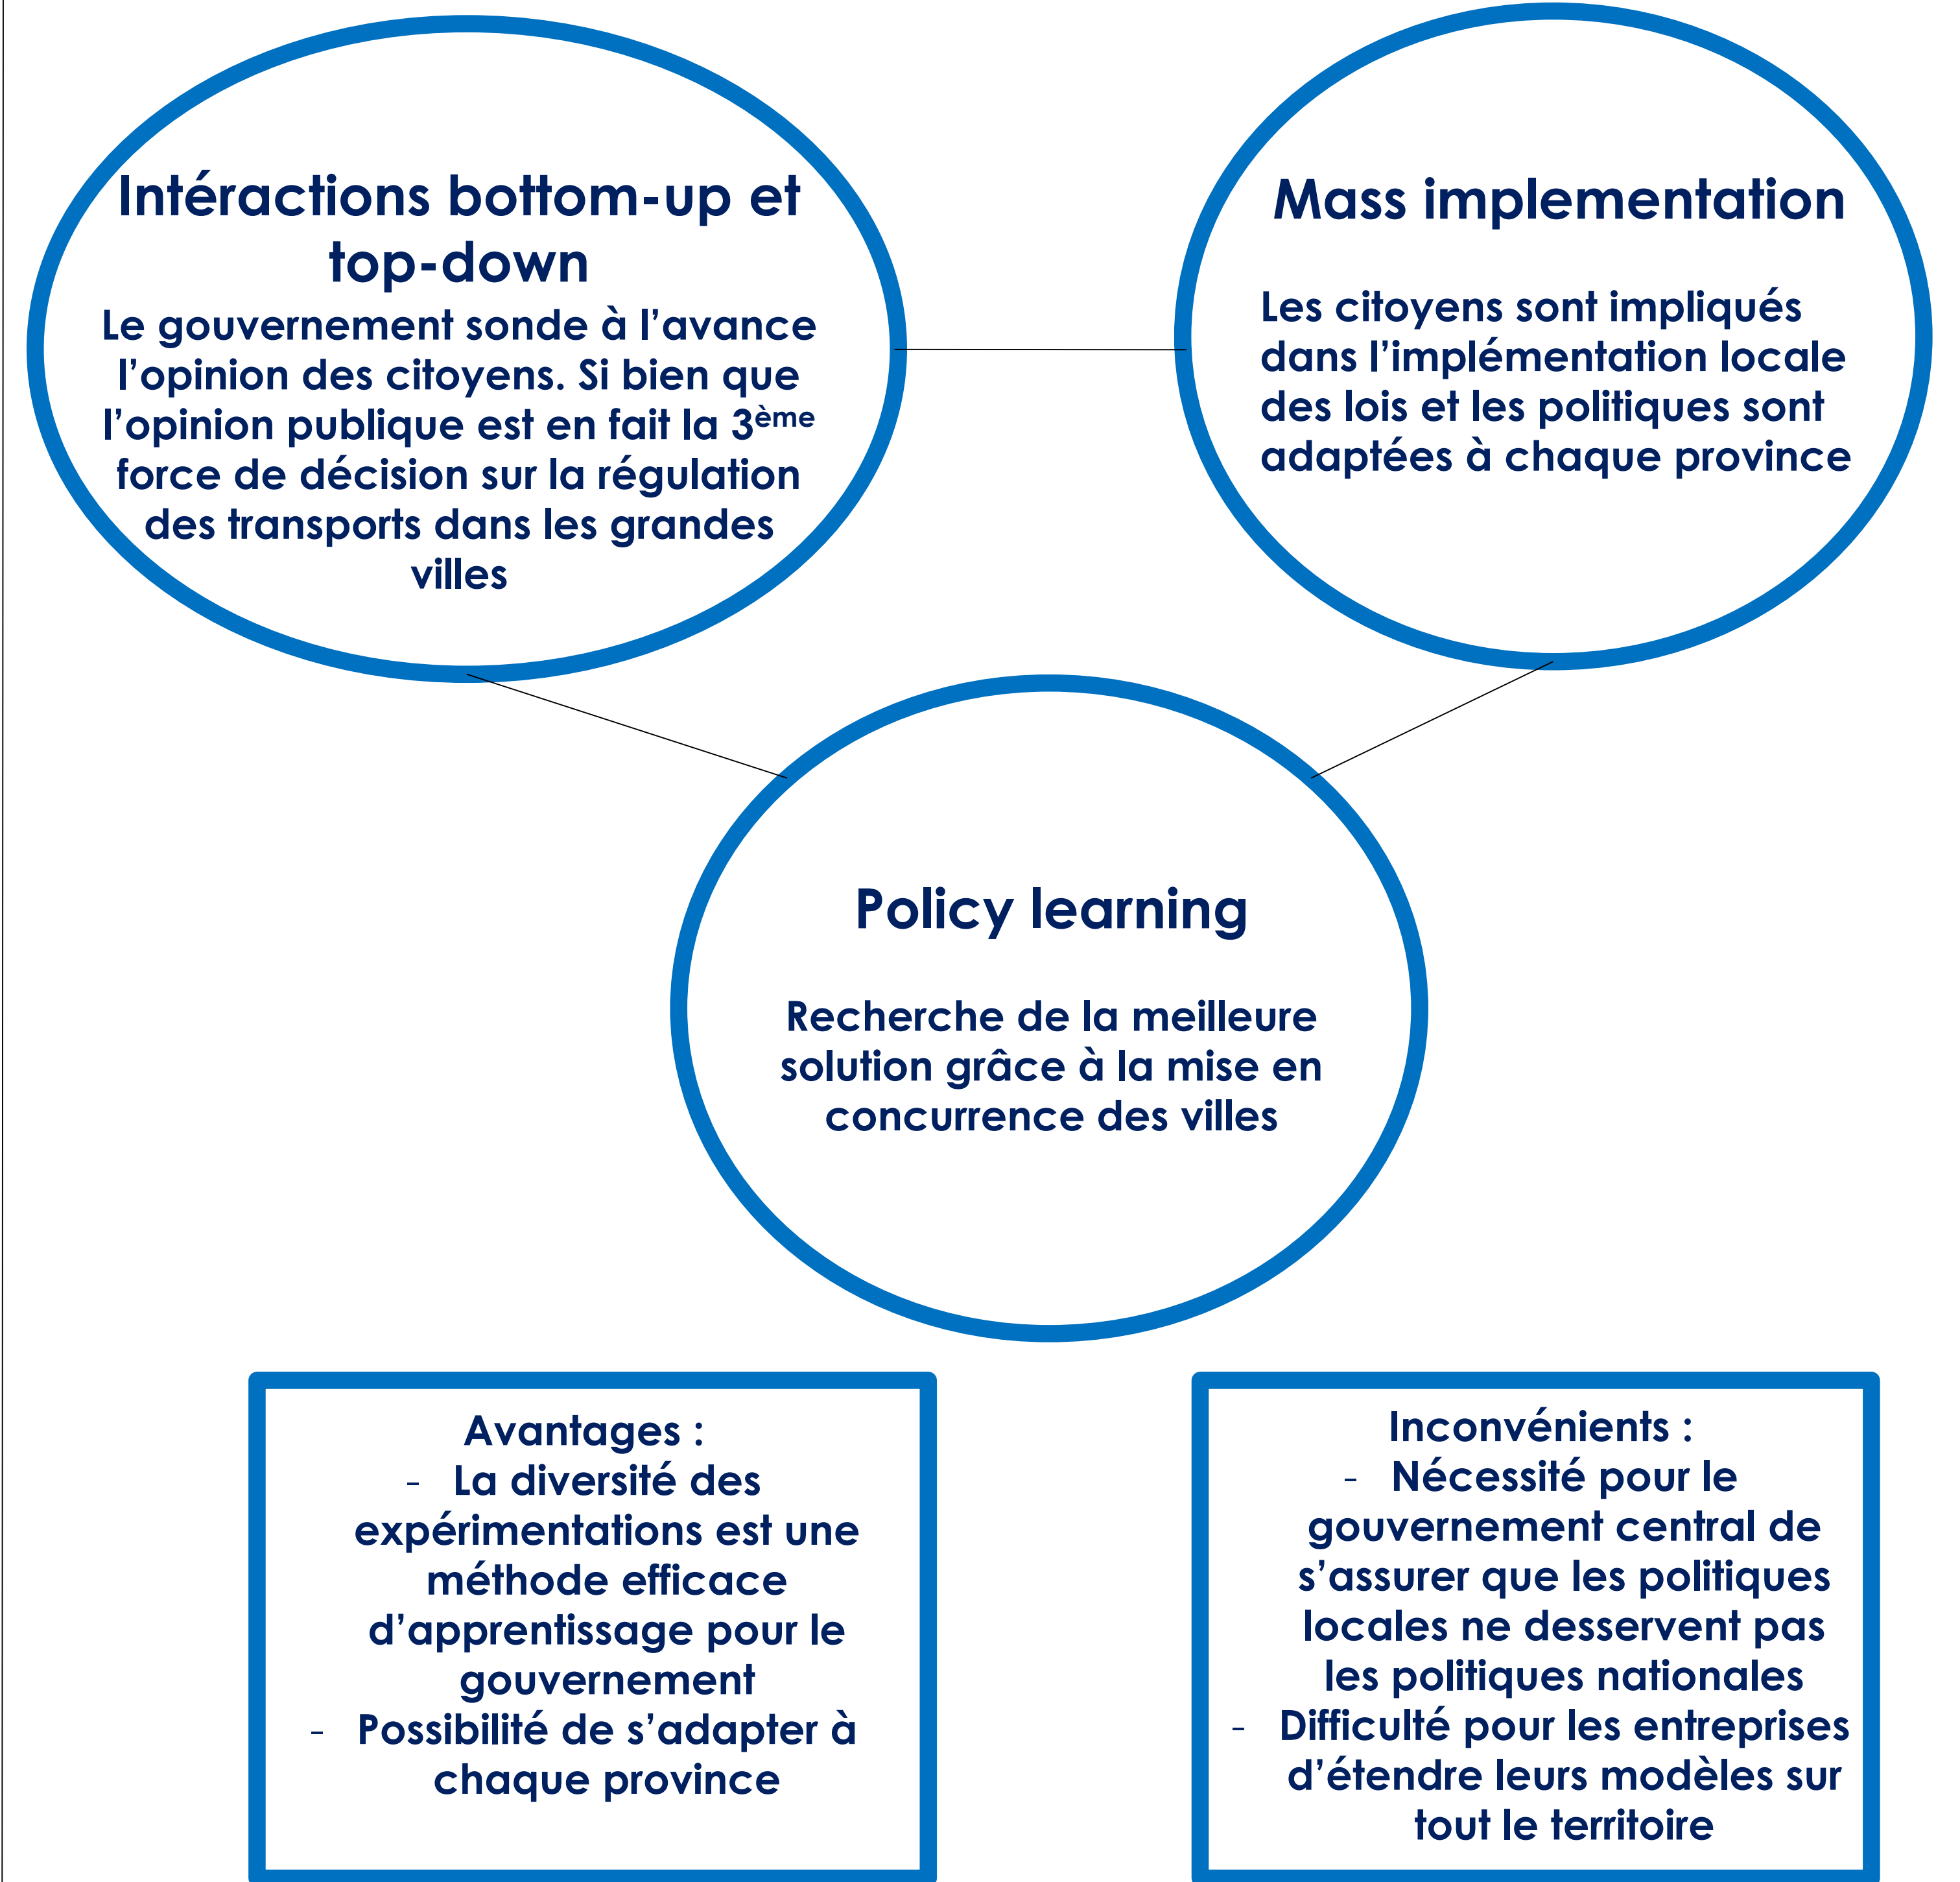 Intéractions bottom-up et
top-down
Le gouvernement sonde à l’avance
l’opinion des citoyens. Si bien que
l’opinion publique est en fait la 3ème
force de décision sur la régulation
des transports dans les grandes
villes
Mass implementation
Les citoyens sont impliqués
dans l’implémentation locale
des lois et les politiques sont
adaptées à chaque province
Policy learning
Recherche de la meilleure
solution grâce à la mise en
concurrence des villes
Avantages :
- La diversité des
expérimentations est une
méthode efficace
d’apprentissage pour le
gouvernement
- Possibilité de s’adapter à
chaque province
Inconvénients :
- Nécessité pour le
gouvernement central de
s’assurer que les politiques
locales ne desservent pas
les politiques nationales
- Difficulté pour les entreprises
d’étendre leurs modèles sur
tout le territoire